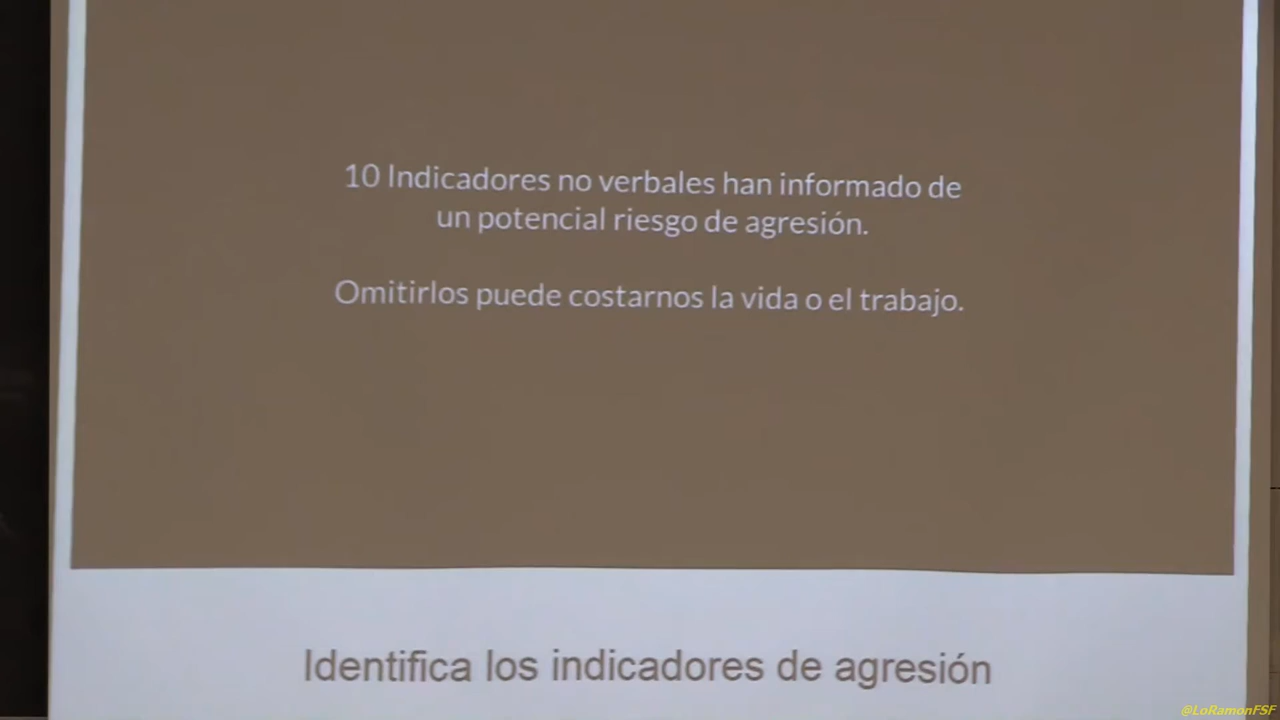 10 Indicadores no verbales han informado de
un potencial riesgo de agresión.
Omitirlos puede costarnos la vida o el trabajo.
Identifica los indicadores de agresión
@LoRamonFSF